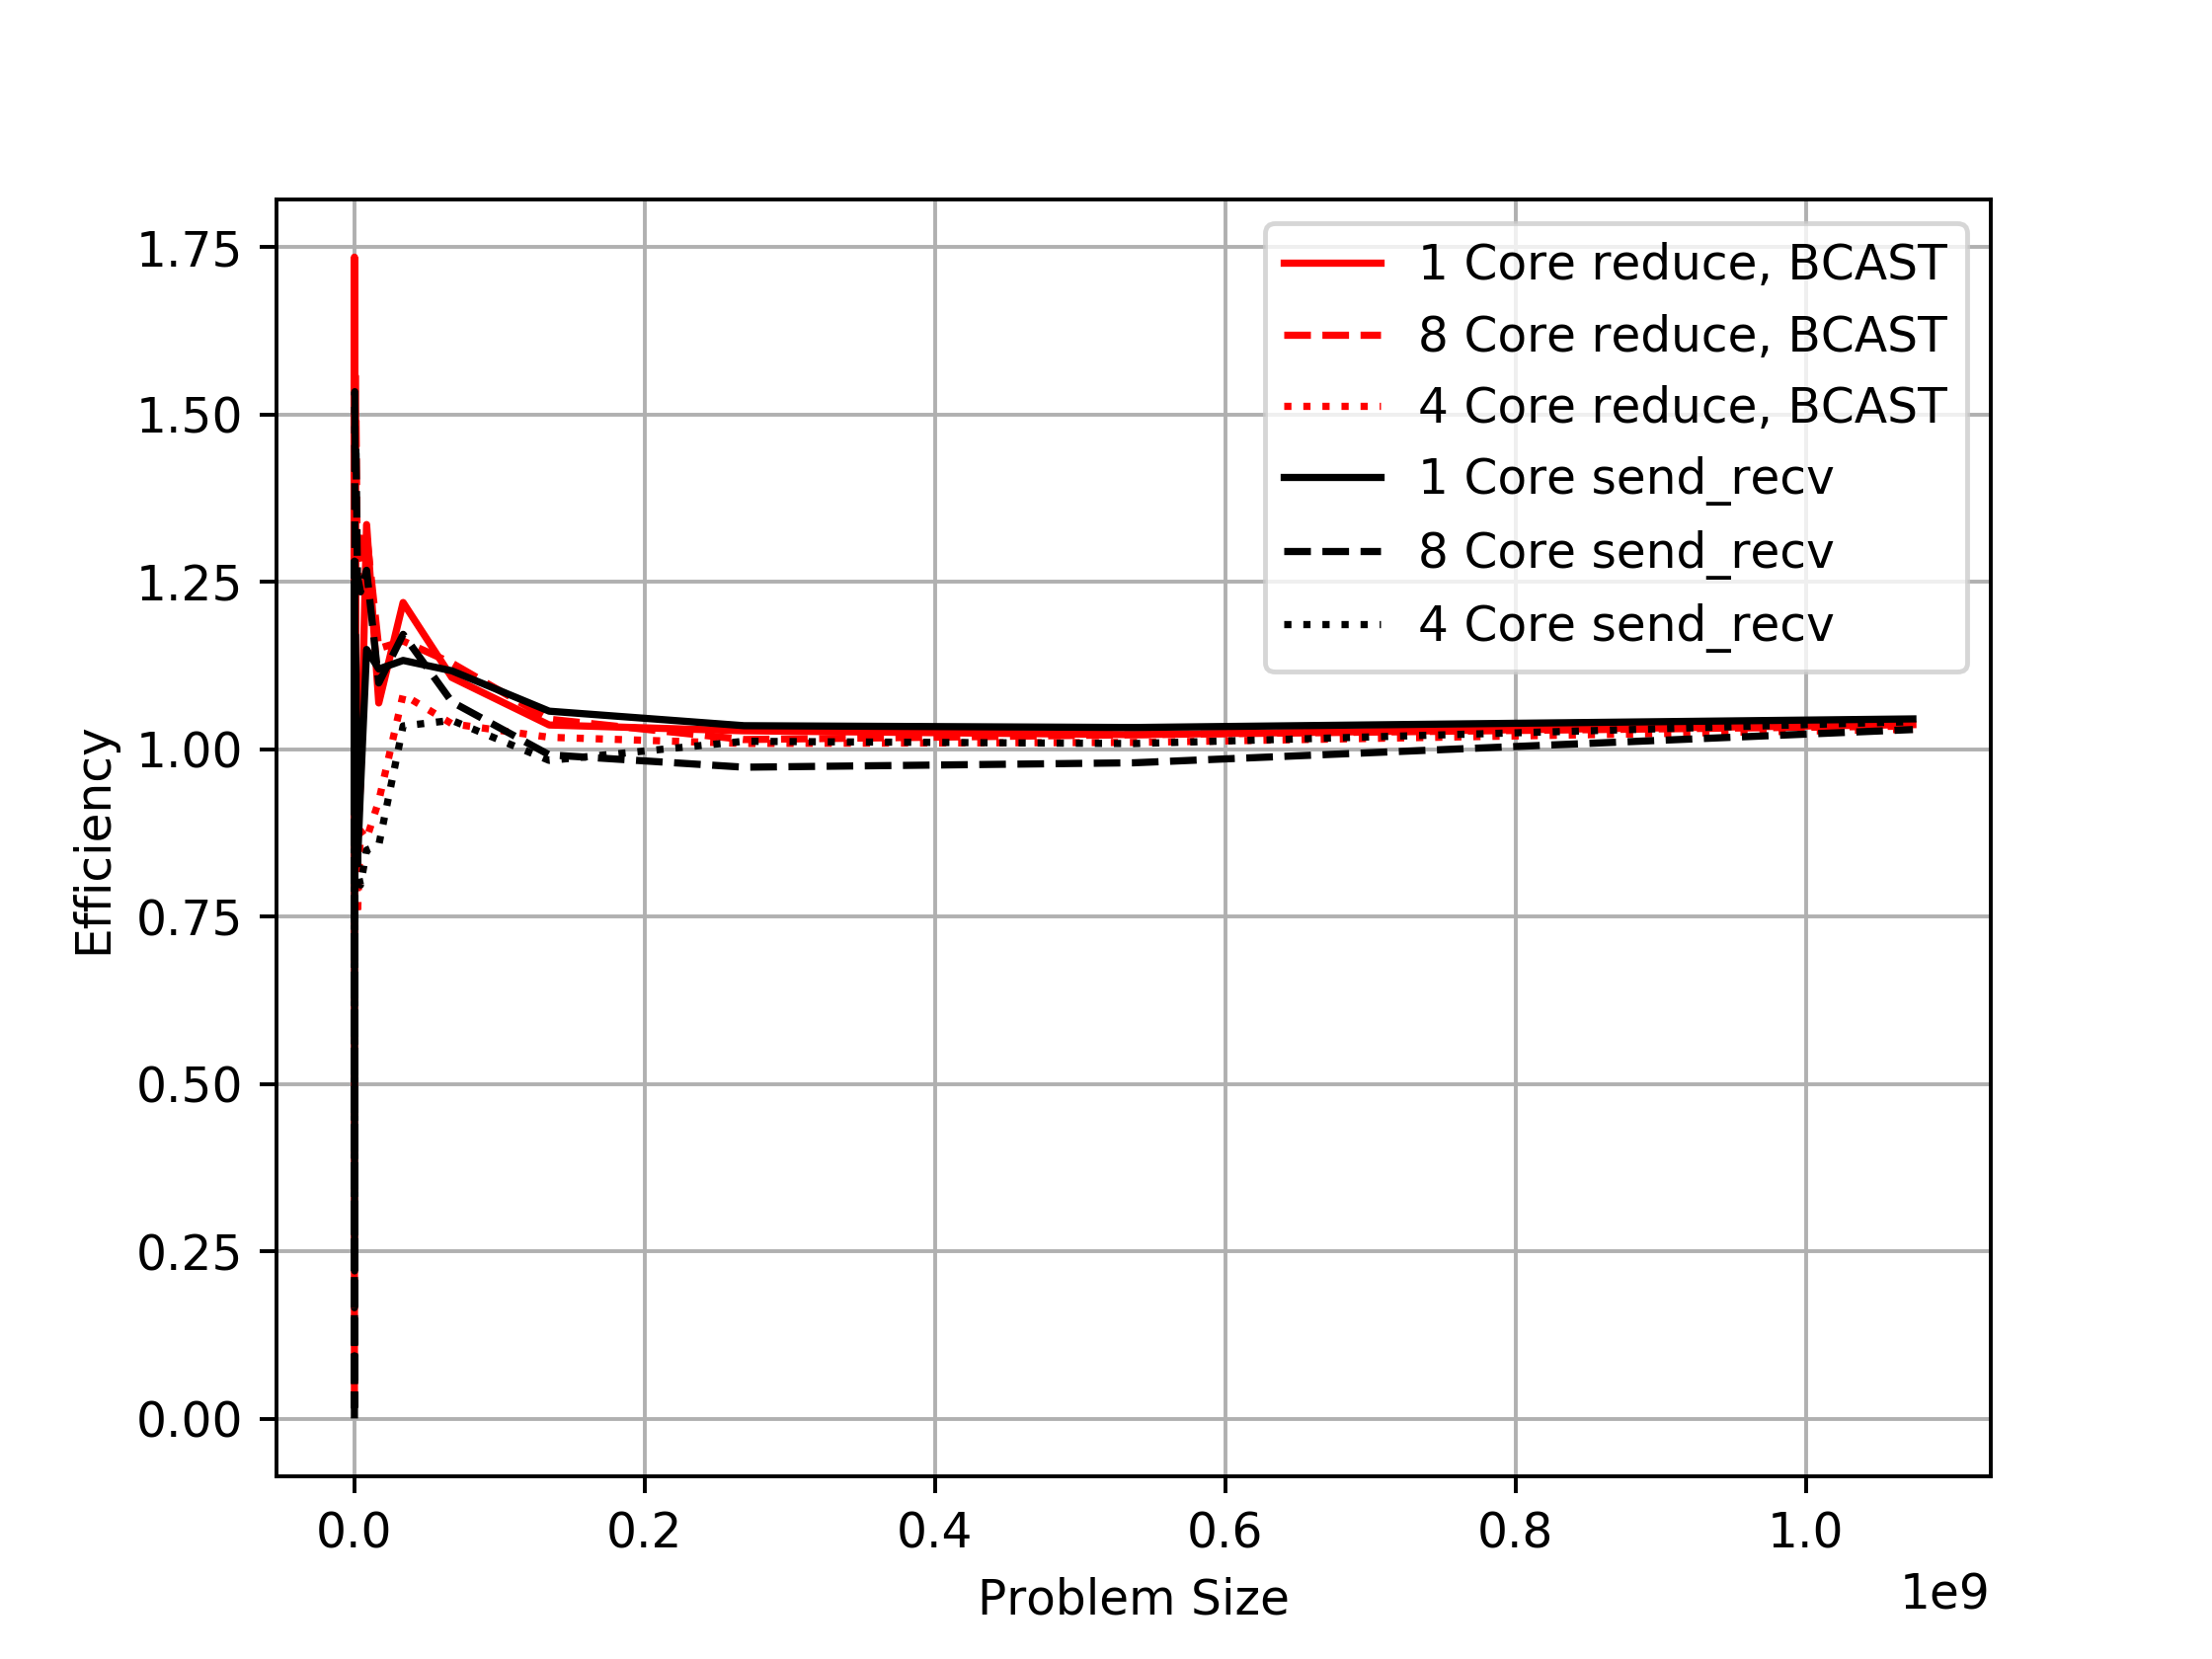 1.75
1.50
1.25
1.00
0.75
0.50
0.25
0.00
Efficiency
1 Core reduce, BCAST
8 Core reduce, BCAST
4 Core reduce, BCAST
1 Core send_recv
8 Core send_recv
4 Core send_recv
0.0 0.2 0.4 0.6 0.8 1.0
1e9
Problem Size